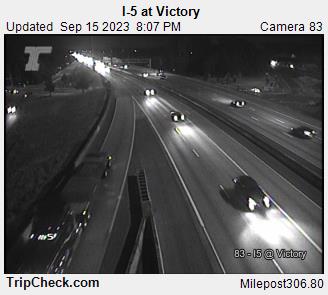 I-5 at Victory
Updated Sep 15 2023 8:07 PM Camera 83
83 - I5 @ Victory
TripCheck.com Milepost306.80